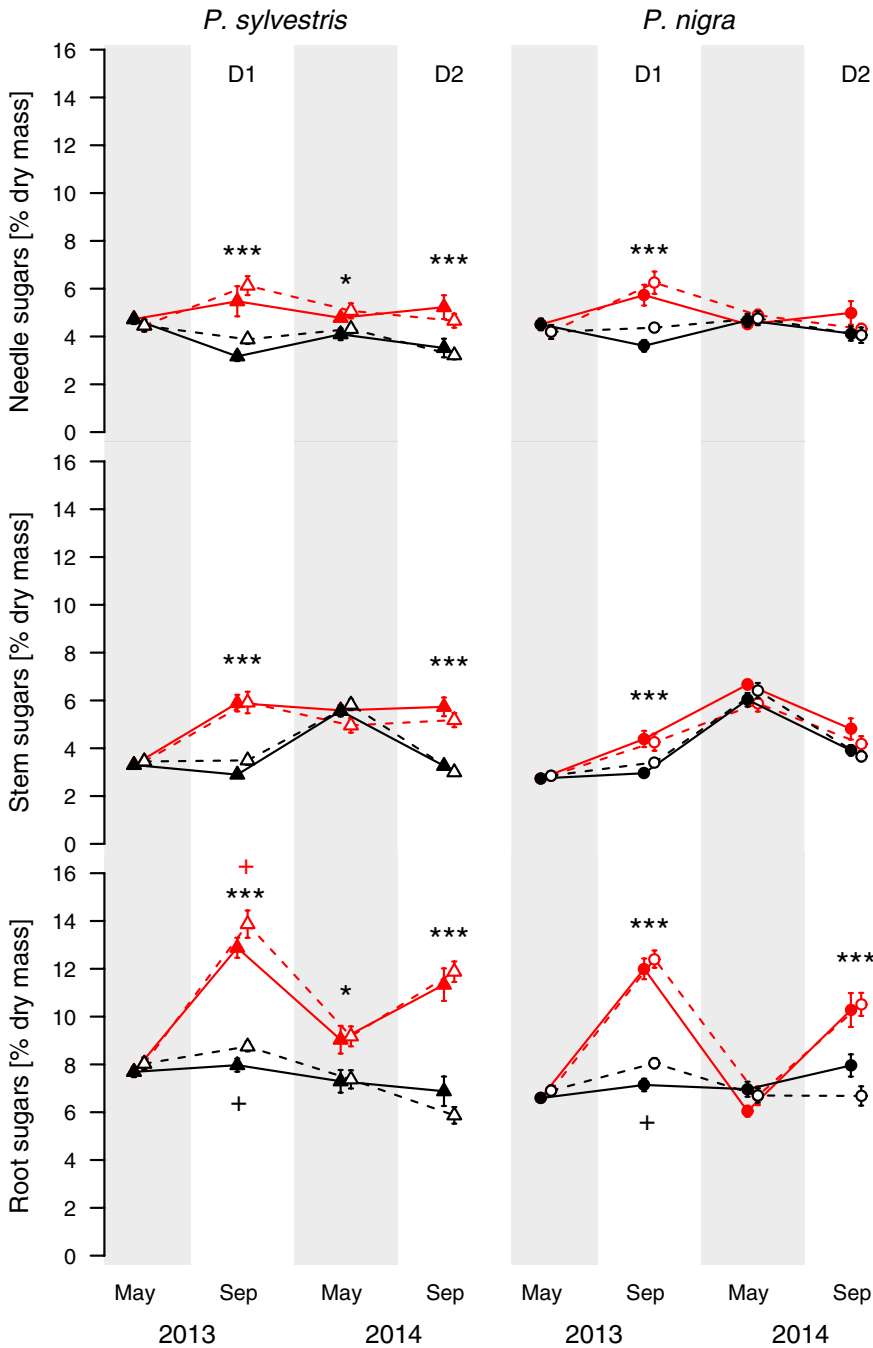 P. sylvestris P. nigra
D1 D2 D1 D2
Needle sugars [% dry mass]
16
14
12
10
8
6
4
2
0
*** * *** ***
Stem sugars [% dry mass]
16
14
12
10
8
6
4
2
0
*** *** ***
Root sugars [% dry mass]
16
14
12
10
8
6
4
2
0
+
*** * *** *** ***
+ +
May Sep May Sep May Sep May Sep
2013 2014 2013 2014